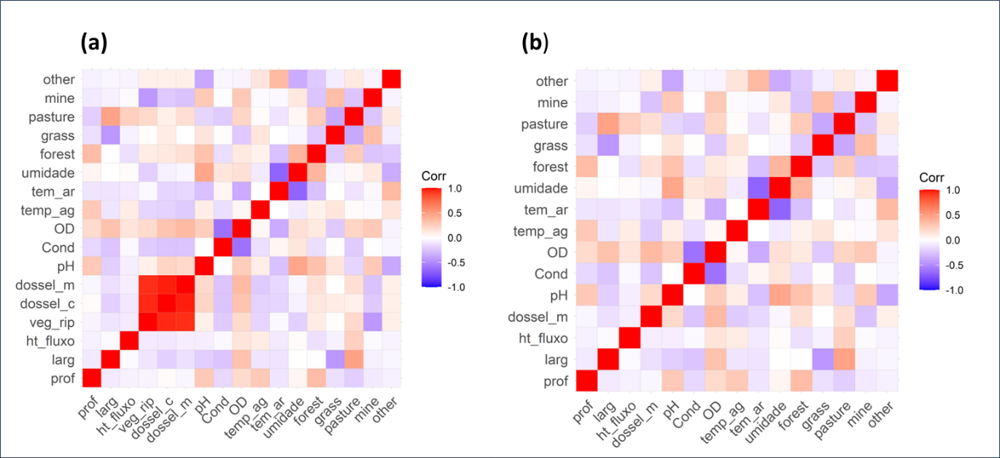 (a)
other
mine
pasture
grass
forest
umidade
tem_ar
temp_ag
OD
Cond
pH
dossel_m
dossel_c
veg_rip
ht_fluxo
larg
prof
prof
larg
ht_fluxo
veg_rip
dossel_c
dossel_m
pH
Cond
OD
temp_ag
tem_ar
umidade
forest
grass
pasture
mine
other
Corr
1.0
0.5
0.0
-0.5
-1.0
(b)
other
mine
pasture
grass
forest
umidade
tem_ar
temp_ag
OD
Cond
pH
dossel_m
ht_fluxo
larg
prof
prof
larg
ht_fluxo
dossel_m
pH
Cond
OD
temp_ag
tem_ar
umidade
forest
grass
pasture
mine
other
Corr
1.0
0.5
0.0
-0.5
-1.0